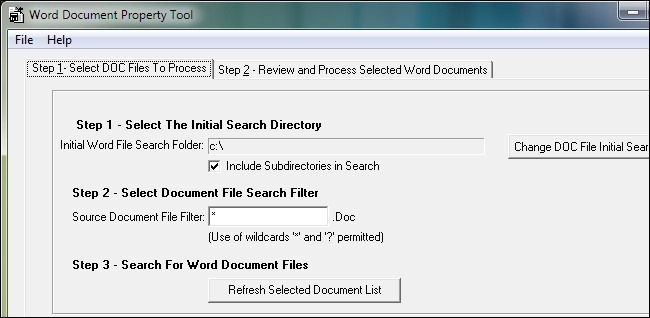 Word Document Property Tool
File Help
Step 1- Select DOC Files To Process Step 2 - Review and Process Selected Word Documents
Step 1 - Select The Initial Search Directory
Initial Word File Search Folder: c:\ Change DOC File Initial Sear
Include Subdirectories in Search
Step 2 - Select Document File Search Filter
Source Document File Filter: * .Doc
(Use of wildcards '*' and '?' permitted)
Step 3 - Search For Word Document Files
Refresh Selected Document List